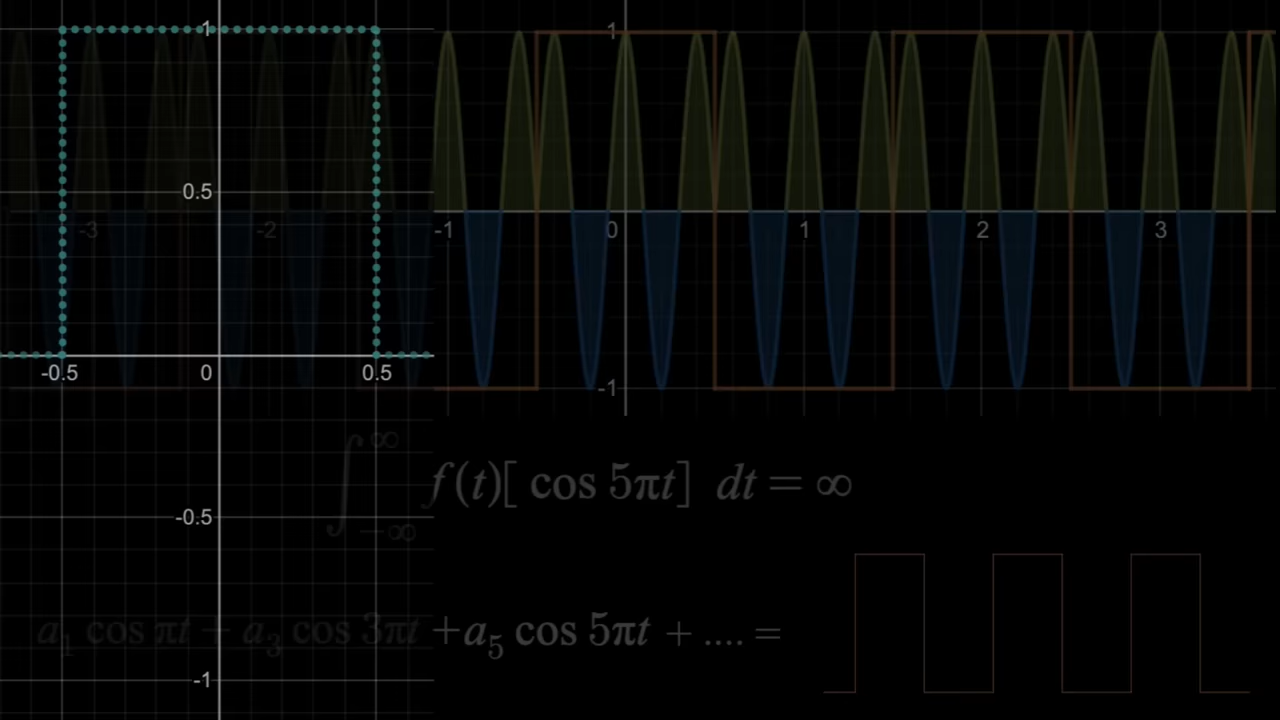 1
1
0.5
-3 -2 -1 0 1 2 3
-0.5 0 0.5
-1
∫_{-∞}^{∞} f(t)[ cos 5πt] dt = ∞
-0.5
a₁ cos πt + a₃ cos 3πt +a₅ cos 5πt + .... =
-1